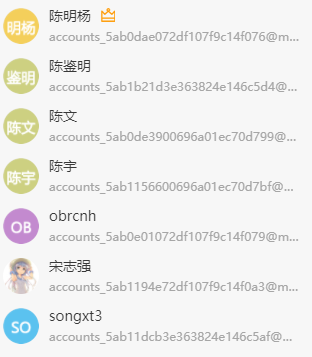 明杨
陈明杨
accounts_5ab0dae072df107f9c14f076@m...
鉴明
陈鉴明
accounts_5ab1b21d3e363824e146c5d4@...
陈文
陈文
accounts_5ab0de3900696a01ec70d799@...
陈宇
陈宇
accounts_5ab1156600696a01ec70d7bf@...
OB
obrcnh
accounts_5ab0e01072df107f9c14f079@m...
宋志强
accounts_5ab1194e72df107f9c14f0a3@m...
SO
songxt3
accounts_5ab11dcb3e363824e146c5af@...